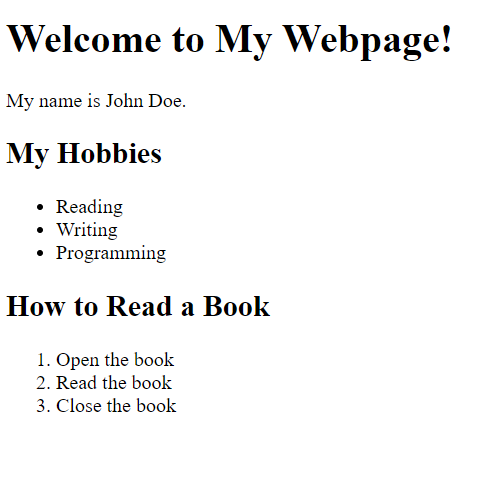 Welcome to My Webpage!
My name is John Doe.
My Hobbies
• Reading
• Writing
• Programming
How to Read a Book
1. Open the book
2. Read the book
3. Close the book